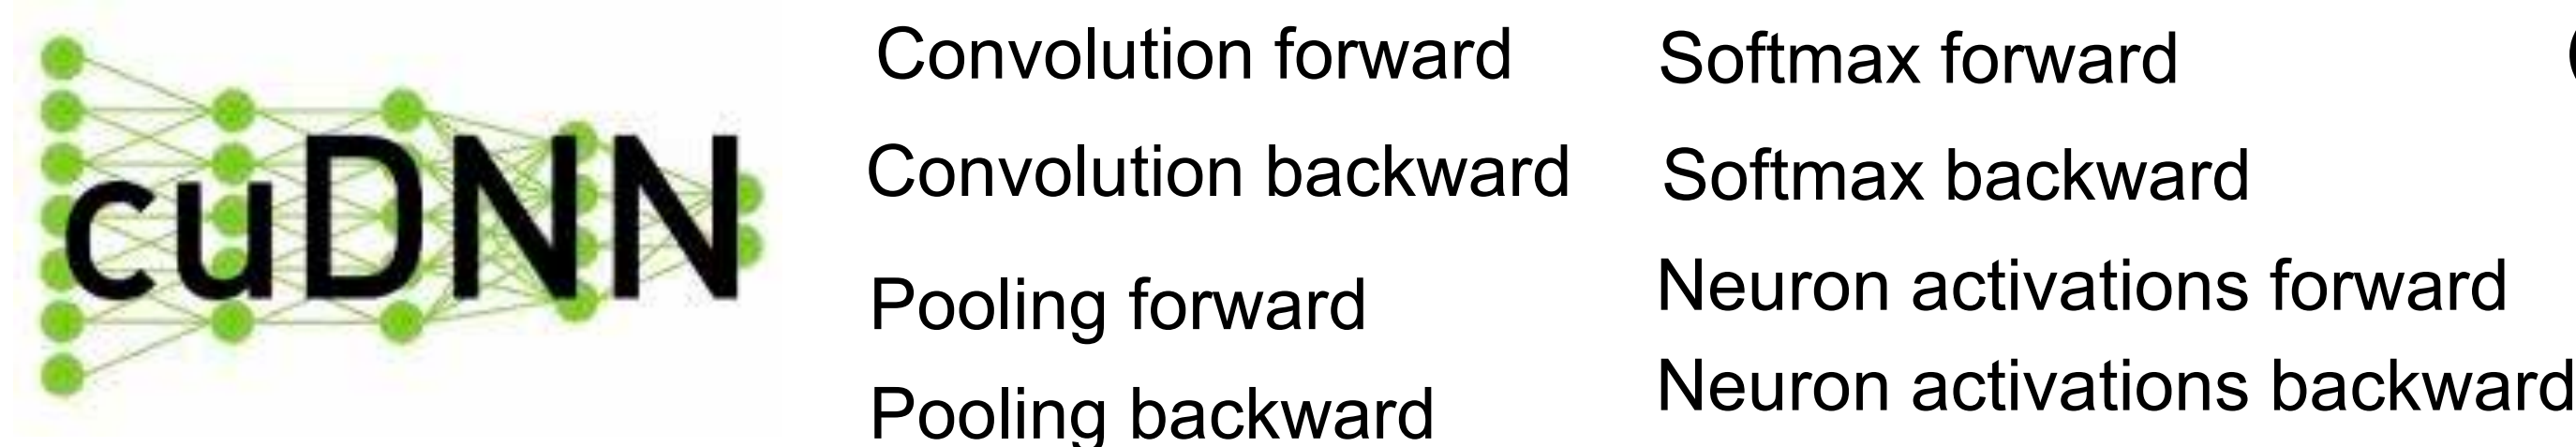 cuDNN
Convolution forward
Convolution backward
Pooling forward
Pooling backward
Softmax forward
Softmax backward
Neuron activations forward
Neuron activations backward